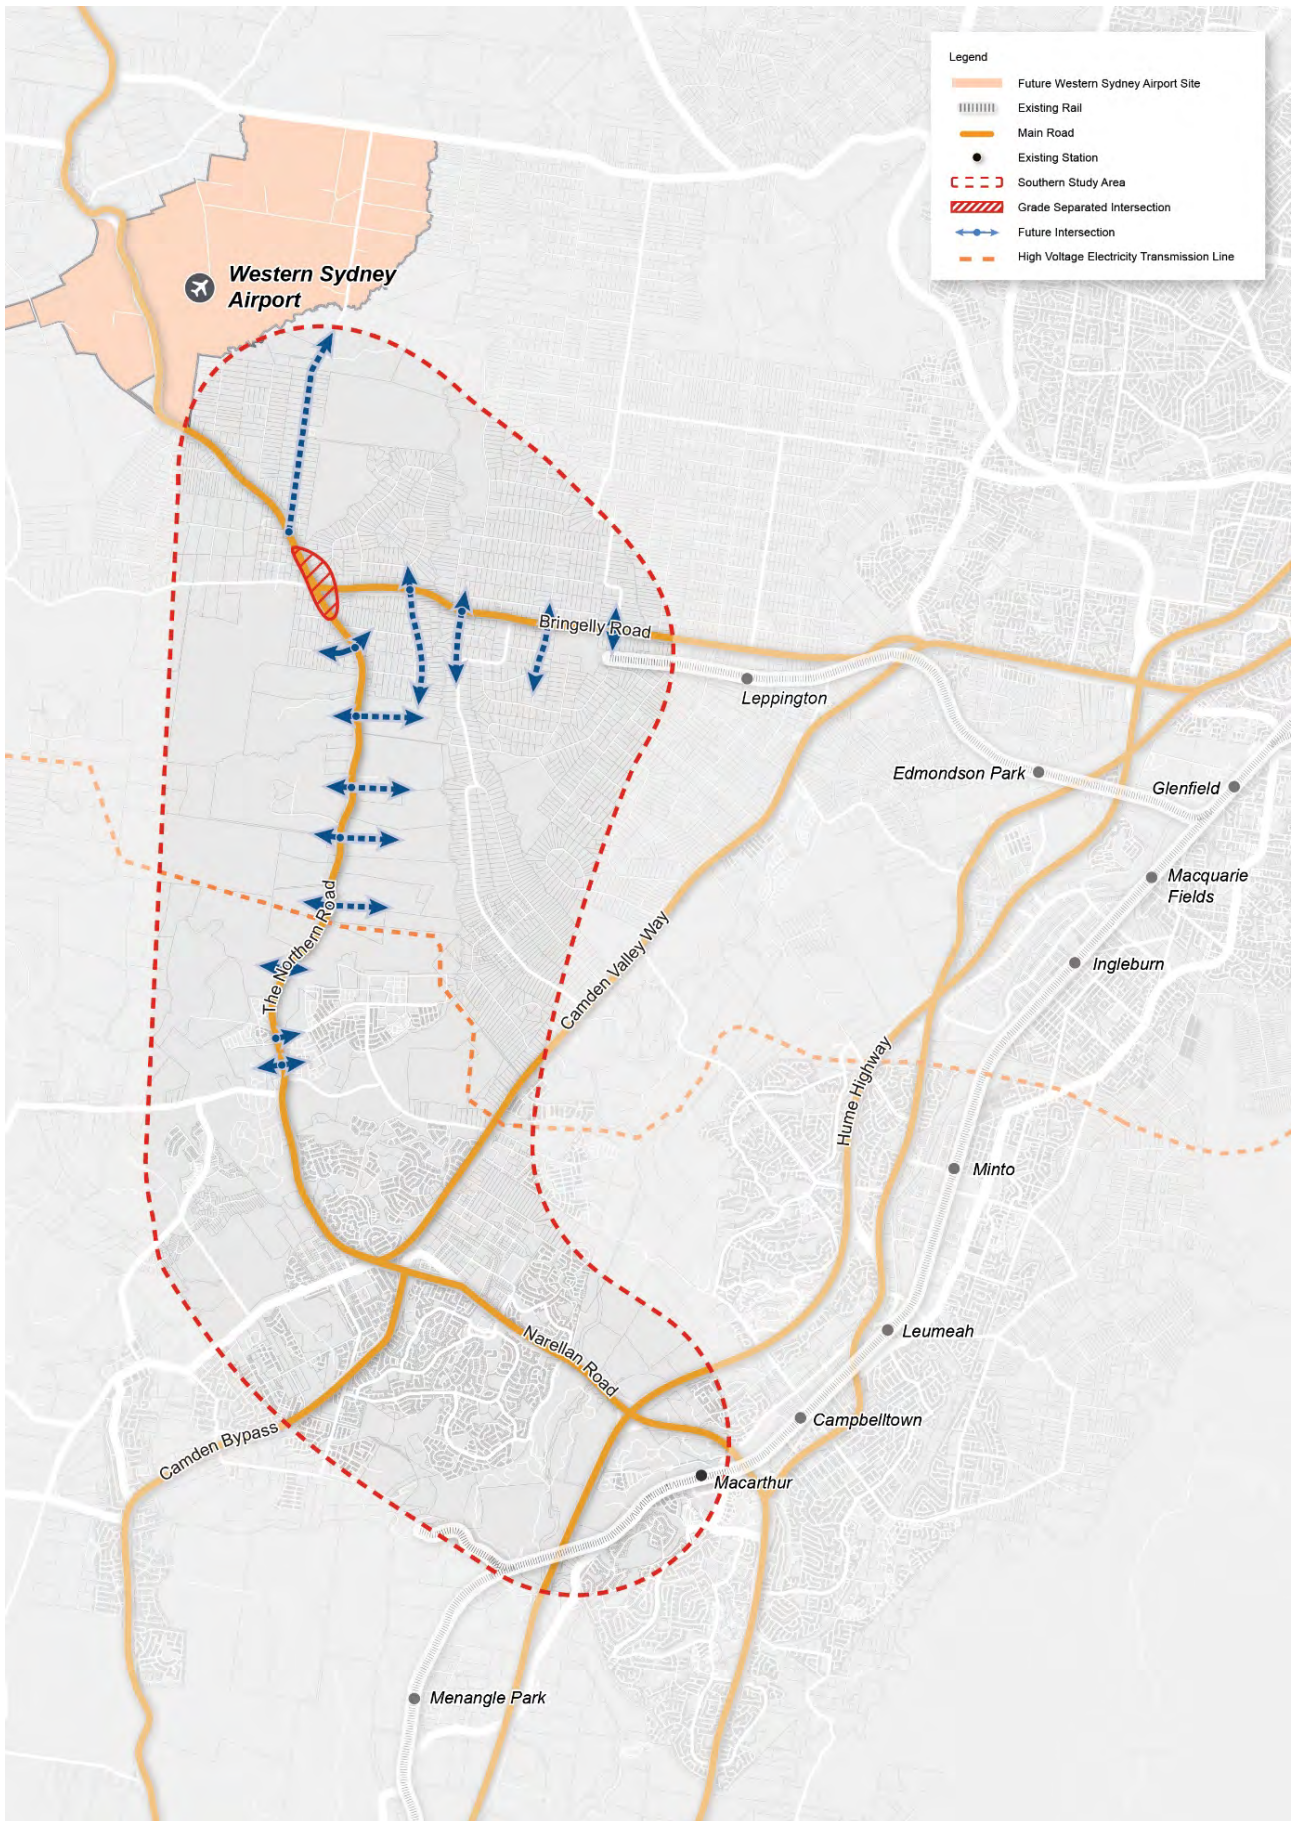 Legend
Future Western Sydney Airport Site
Existing Rail
Main Road
Existing Station
Southern Study Area
Grade Separated Intersection
Future Intersection
High Voltage Electricity Transmission Line
Western Sydney
Airport
Bringelly Road
Leppington
Edmondson Park
Glenfield
Macquarie
Fields
The Northern Road
Camden Valley Way
Ingleburn
Hume Highway
Minto
Leumeah
Narellan Road
Campbelltown
Camden Bypass
Macarthur
Menangle Park